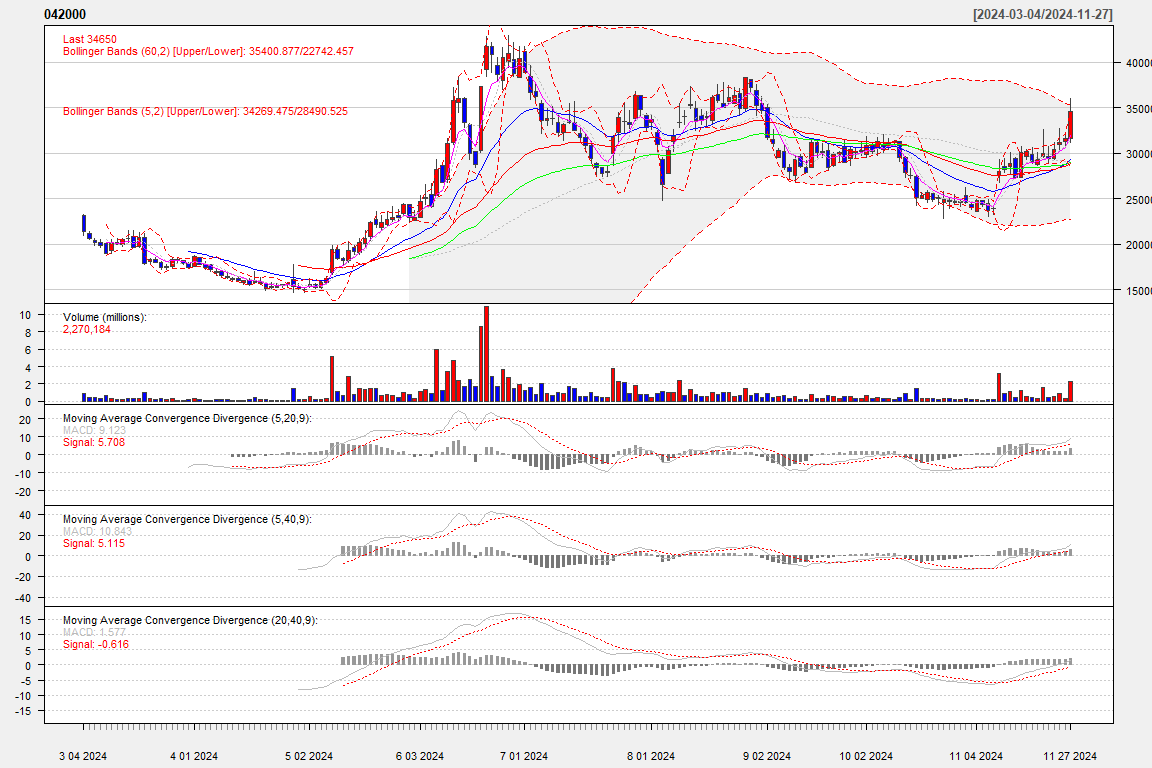 042000 [2024-03-04/2024-11-27]
Last 34650
Bollinger Bands (60,2) [Upper/Lower]: 35400.877/22742.457
Bollinger Bands (5,2) [Upper/Lower]: 34269.475/28490.525
40000
35000
30000
25000
20000
15000
Volume (millions):
2,270,184
10
8
6
4
2
0
Moving Average Convergence Divergence (5,20,9):
MACD: 9.123
Signal: 5.708
20
10
0
-10
-20
Moving Average Convergence Divergence (5,40,9):
MACD: 10.843
Signal: 5.115
40
20
0
-20
-40
Moving Average Convergence Divergence (20,40,9):
MACD: 1.577
Signal: -0.616
15
10
5
0
-5
-10
-15
3 04 2024 4 01 2024 5 02 2024 6 03 2024 7 01 2024 8 01 2024 9 02 2024 10 02 2024 11 04 2024 11 27 2024